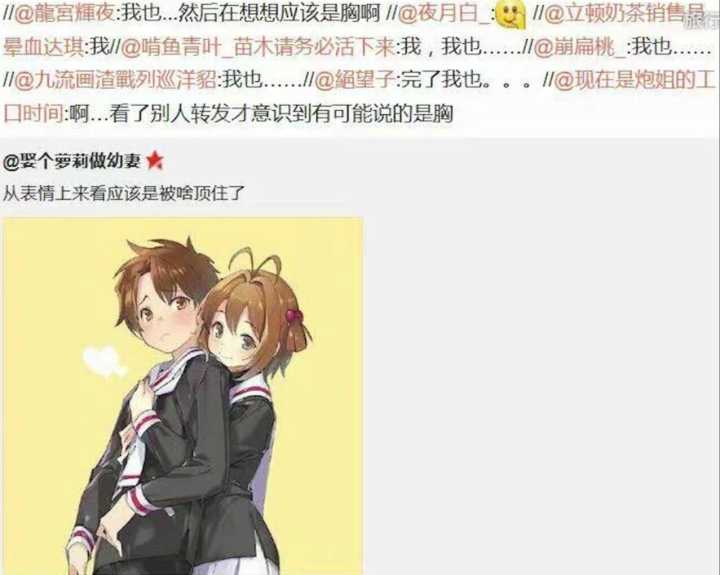 //@龍宮輝夜:我也...然后在想想应该是胸啊 //@夜月白_: //@立顿奶茶销售员
晕血达琪:我//@啃鱼青叶_苗木请务必活下来:我，我也……//@崩扁桃_:我也……
//@九流画渣戰列巡洋貂:我也……//@絕望子:完了我也。。。//@现在是炮姐的工
口时间:啊...看了别人转发才意识到有可能说的是胸
@娶个萝莉做幼妻
从表情上来看应该是被啥顶住了